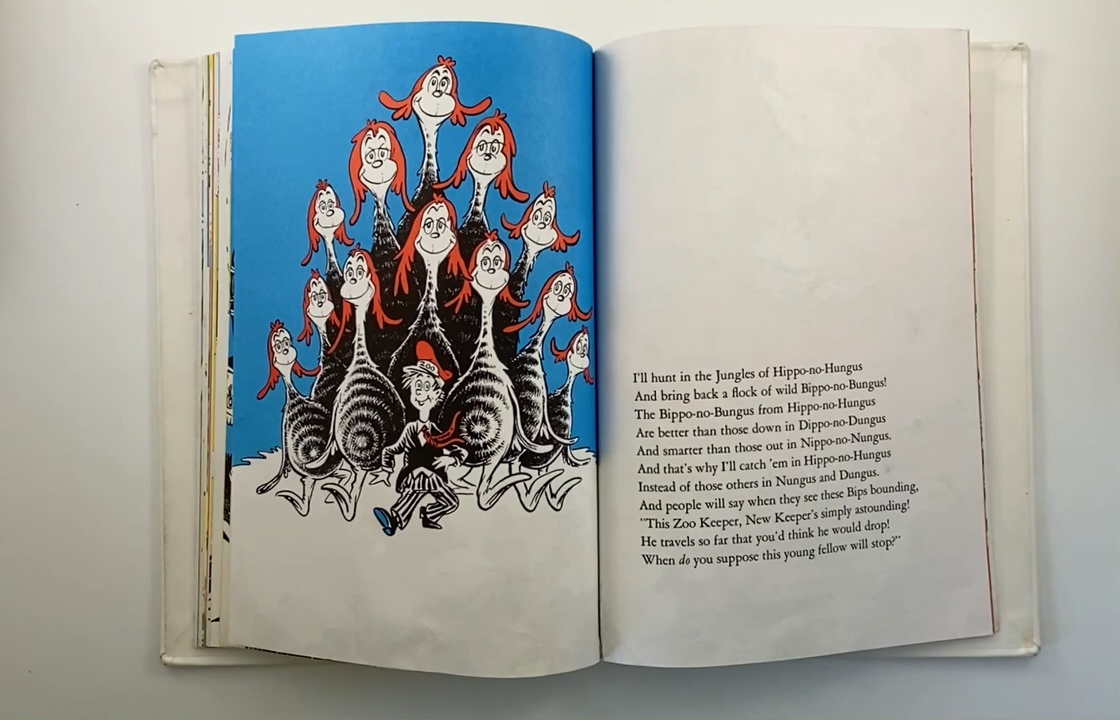 ZOO
I'll hunt in the Jungles of Hippo-no-Hungus
And bring back a flock of wild Bippo-no-Bungus!
The Bippo-no-Bungus from Hippo-no-Hungus
Are better than those down in Dippo-no-Dungus
And smarter than those out in Nippo-no-Nungus.
And that's why I'll catch 'em in Hippo-no-Hungus
Instead of those others in Nungus and Dungus.
And people will say when they see these Bips bounding,
"This Zoo Keeper, New Keeper's simply astounding!
He travels so far that you'd think he would drop!
When do you suppose this young fellow will stop?"